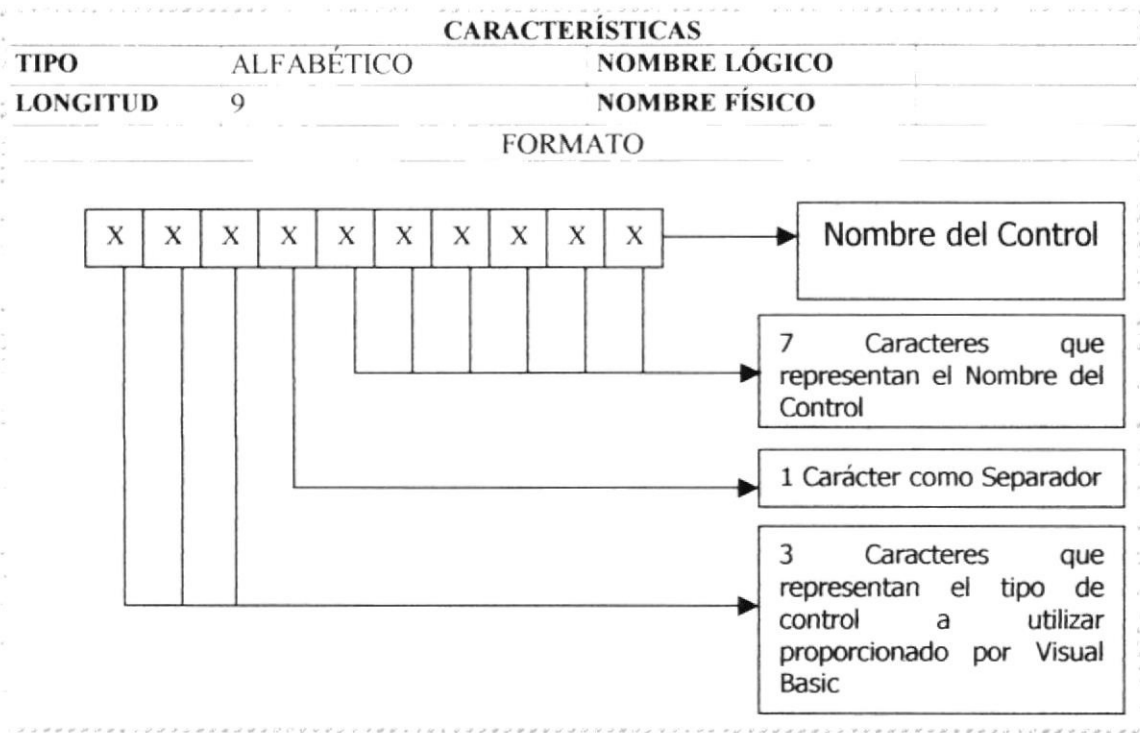 CARACTERÍSTICAS
TIPO ALFABÉTICO NOMBRE LÓGICO
LONGITUD 9 NOMBRE FÍSICO
FORMATO
X X X X X X X X X X
Nombre del Control
7 Caracteres que
representan el Nombre del
Control
1 Carácter como Separador
3 Caracteres que
representan el tipo de
control a utilizar
proporcionado por Visual
Basic